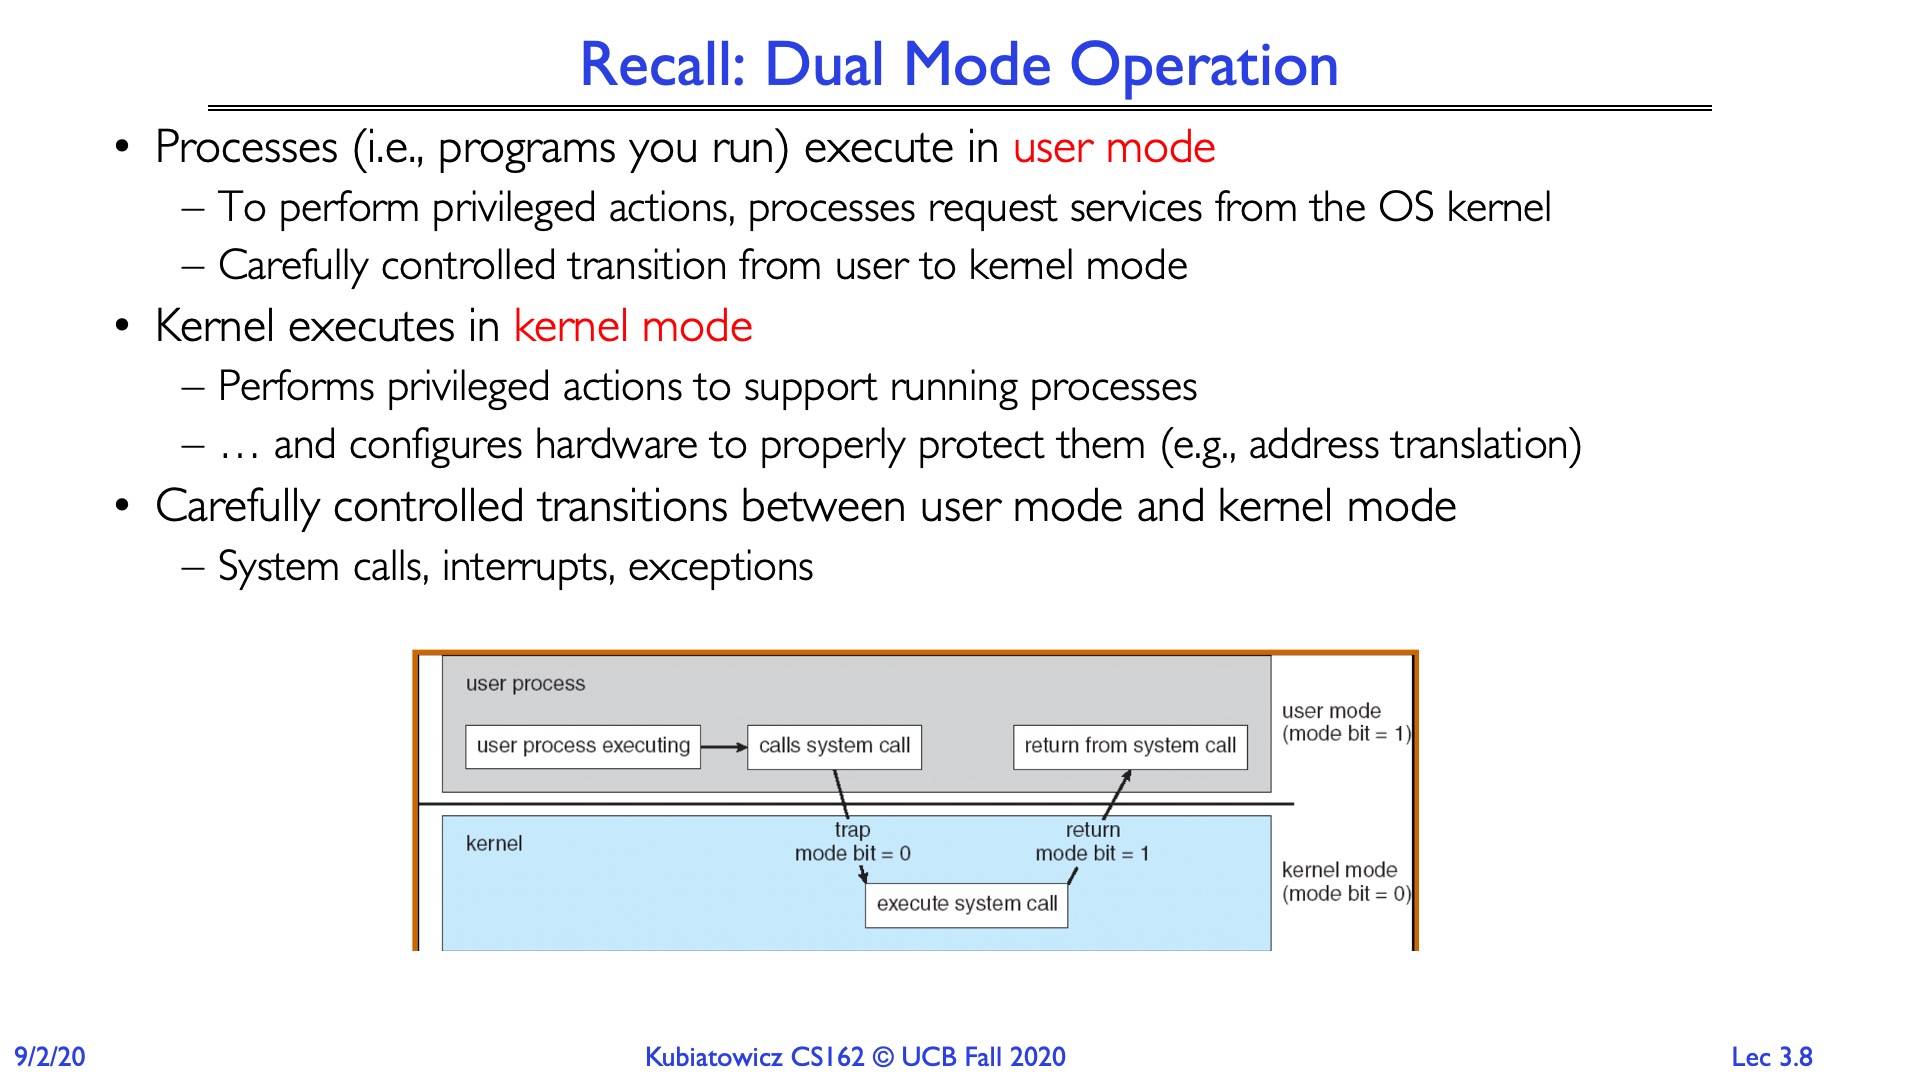 Recall: Dual Mode Operation
• Processes (i.e., programs you run) execute in user mode
– To perform privileged actions, processes request services from the OS kernel
– Carefully controlled transition from user to kernel mode
• Kernel executes in kernel mode
– Performs privileged actions to support running processes
– … and configures hardware to properly protect them (e.g., address translation)
• Carefully controlled transitions between user mode and kernel mode
– System calls, interrupts, exceptions
user process
user process executing
calls system call
return from system call
user mode
(mode bit = 1)
kernel
trap
mode bit = 0
return
mode bit = 1
execute system call
kernel mode
(mode bit = 0)
9/2/20
Kubiatowicz CS162 © UCB Fall 2020
Lec 3.8